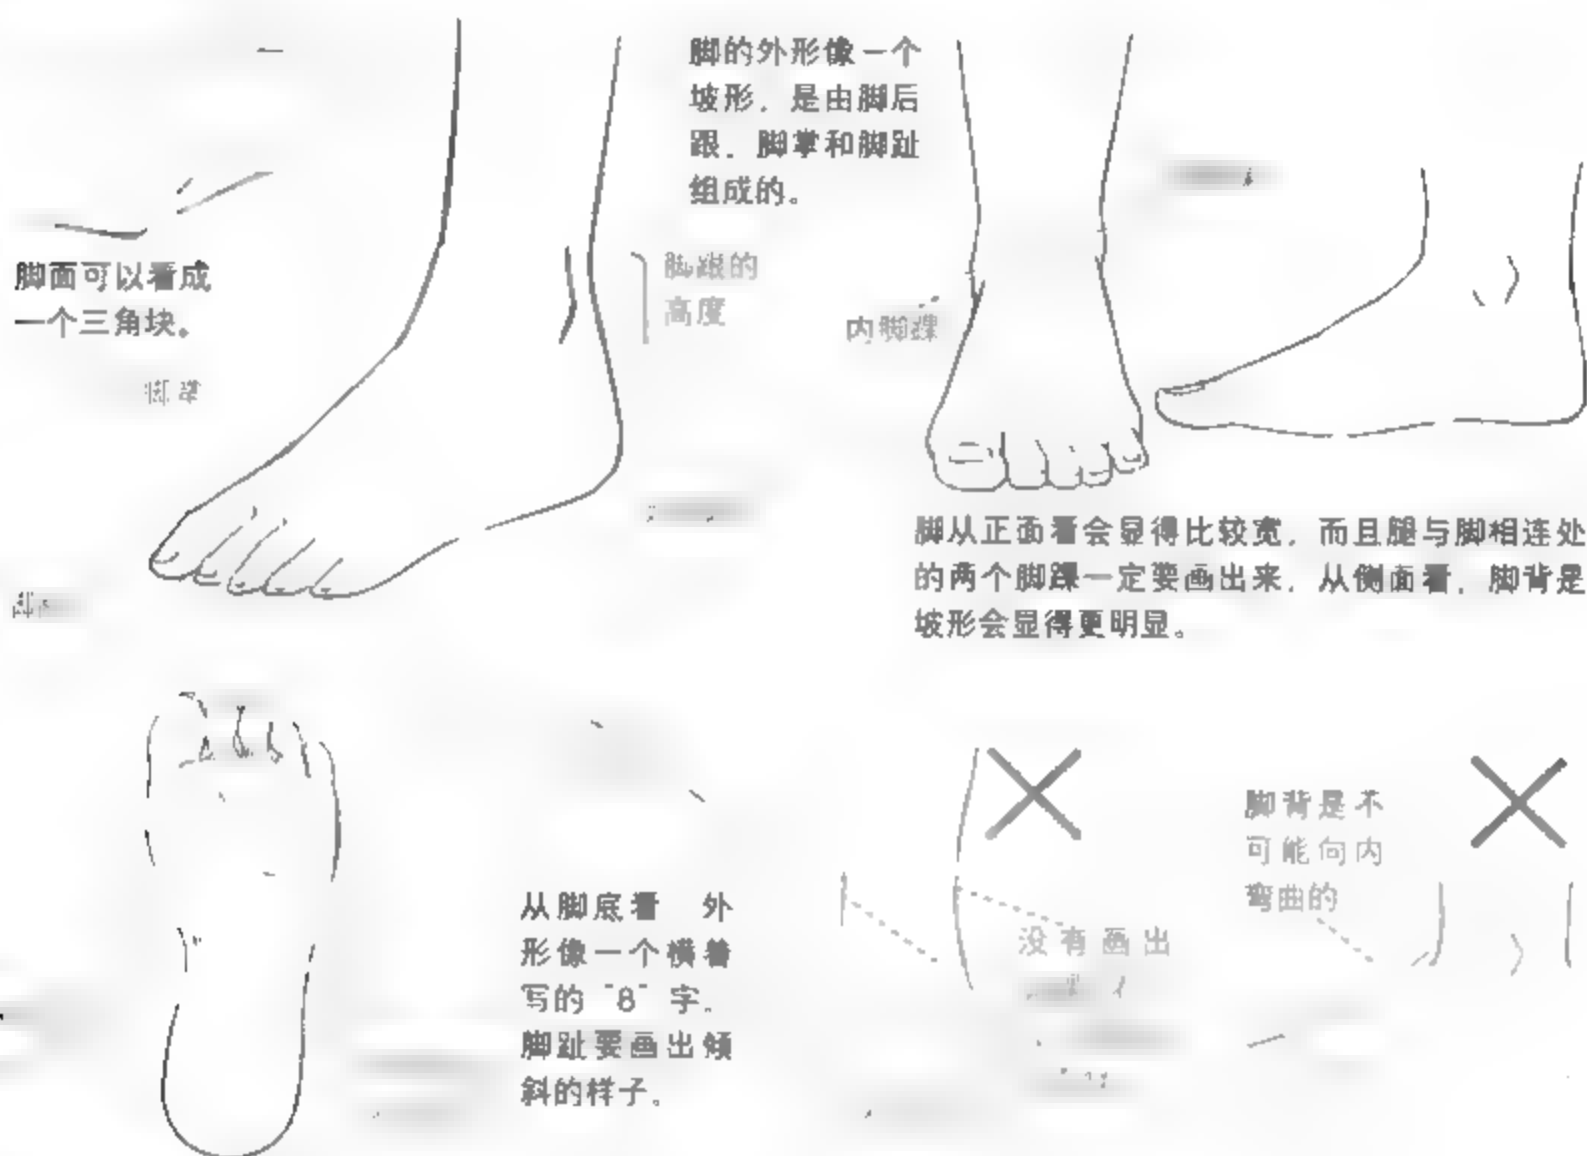 脚的外形像一个
坡形，是由脚后
跟、脚掌和脚趾
组成的。
脚面可以看成
一个三角块。
脚掌
脚跟的
高度
内脚踝
脚从正面看会显得比较宽，而且腿与脚相连处
的两个脚踝一定要画出来，从侧面看，脚背是
坡形会显得更明显。
从脚底看 外
形像一个横着
写的“8”字，
脚趾要画出倾
斜的样子。
没有画出
脚背是不
可能向内
弯曲的